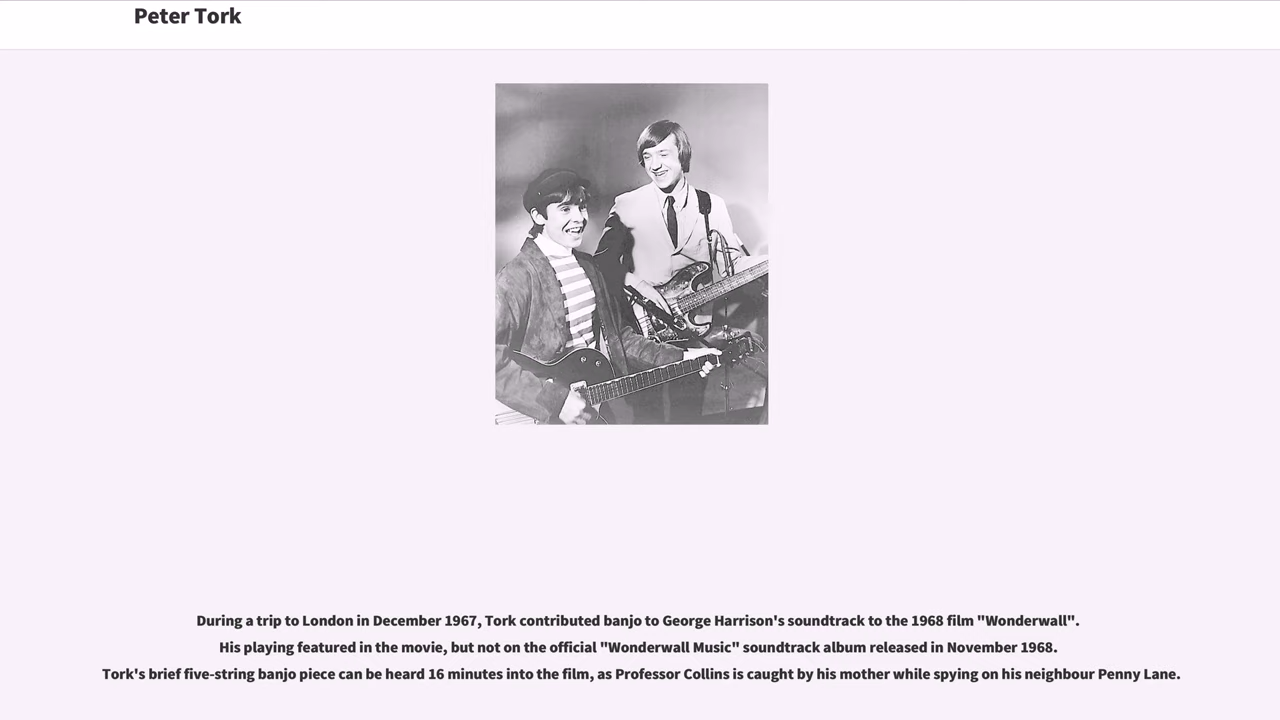 Peter Tork
During a trip to London in December 1967, Tork contributed banjo to George Harrison's soundtrack to the 1968 film "Wonderwall".
His playing featured in the movie, but not on the official "Wonderwall Music" soundtrack album released in November 1968.
Tork's brief five-string banjo piece can be heard 16 minutes into the film, as Professor Collins is caught by his mother while spying on his neighbour Penny Lane.